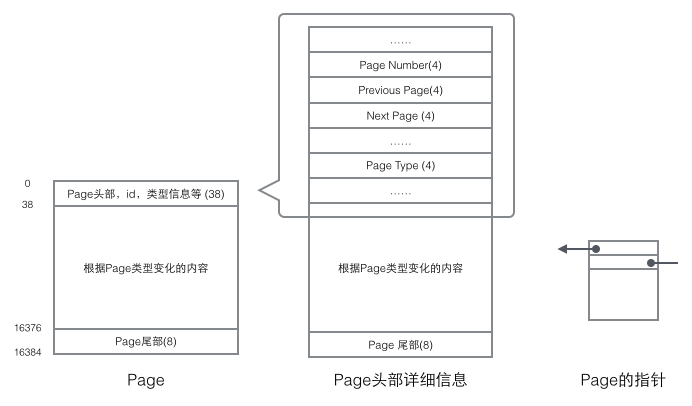 0
Page头部，id，类型信息等 (38)
38
根据Page类型变化的内容
16376
Page尾部(8)
16384
Page
......
Page Number(4)
Previous Page(4)
Next Page (4)
......
Page Type (4)
......
根据Page类型变化的内容
Page 尾部(8)
Page头部详细信息
Page的指针